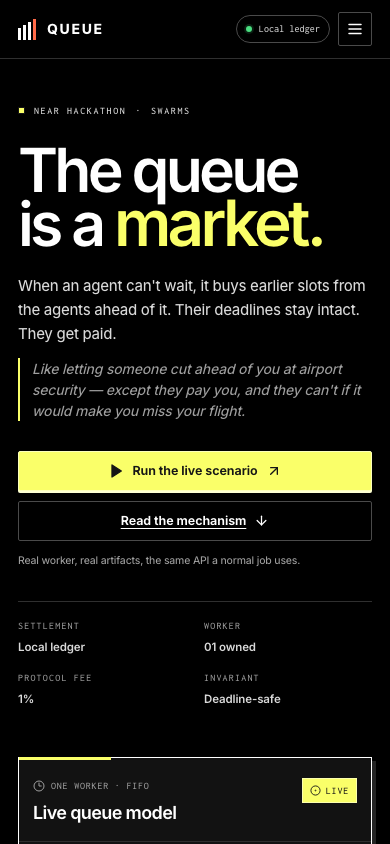 QUEUE
Local ledger
NEAR HACKATHON · SWARMS
The queue
is a market.
When an agent can't wait, it buys earlier slots from
the agents ahead of it. Their deadlines stay intact.
They get paid.
Like letting someone cut ahead of you at airport
security — except they pay you, and they can't if it
would make you miss your flight.
Run the live scenario
Read the mechanism
Real worker, real artifacts, the same API a normal job uses.
SETTLEMENT
Local ledger
WORKER
01 owned
PROTOCOL FEE
1%
INVARIANT
Deadline-safe
ONE WORKER · FIFO
Live queue model
LIVE